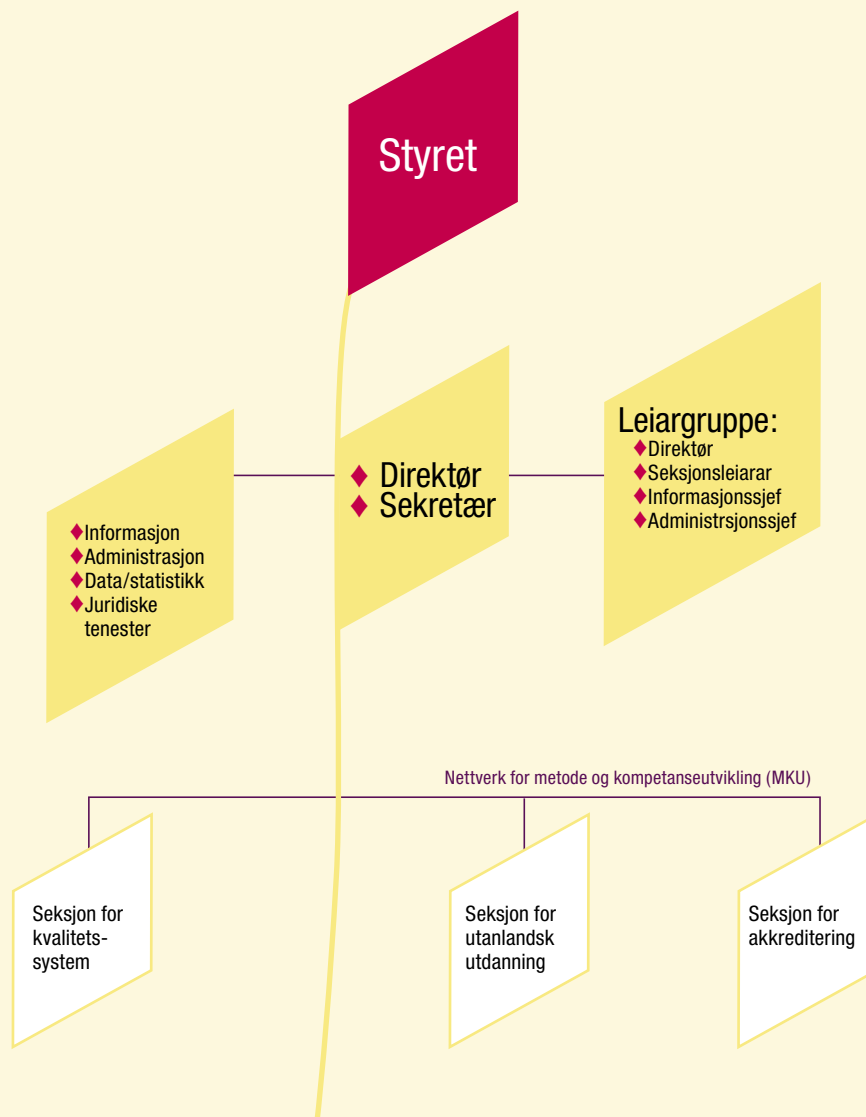 Styret
Direktør
Sekretær
Leiargruppe:
Direktør
Seksjonsleiarar
Informasjonssjef
Administrsjonssjef
Informasjon
Administrasjon
Data/statistikk
Juridiske
tenester
Nettverk for metode og kompetanseutvikling (MKU)
Seksjon for
kvalitets-
system
Seksjon for
utanlandsk
utdanning
Seksjon for
akkreditering